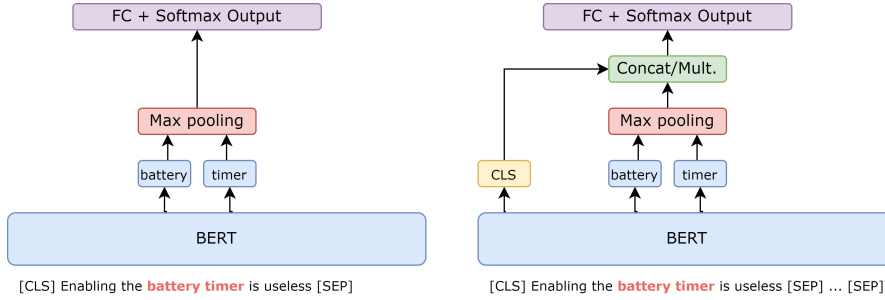 FC + Softmax Output
Max pooling
battery
timer
BERT
[CLS] Enabling the battery timer is useless [SEP]
FC + Softmax Output
Concat/Mult.
Max pooling
CLS
battery
timer
BERT
[CLS] Enabling the battery timer is useless [SEP] ... [SEP]